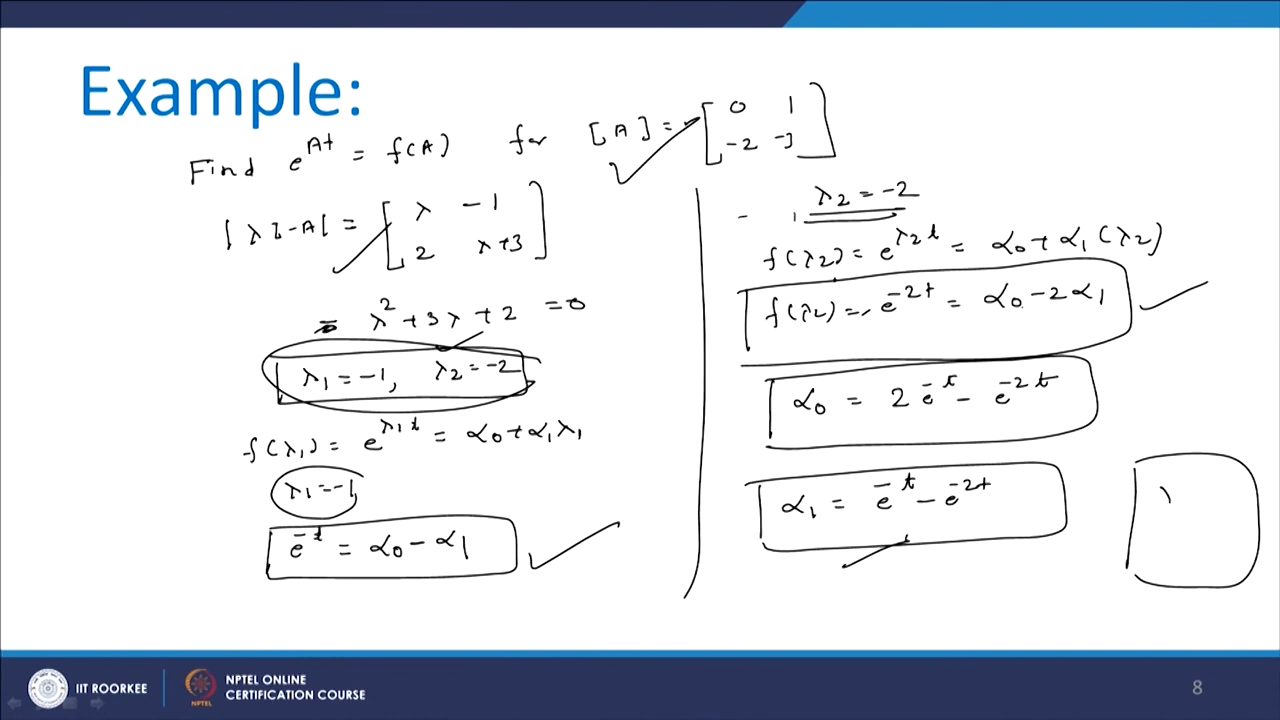 Example:
Find e^{At} = f(A) for [A] = [0 1; -2 -3]
|λI-A| = [λ -1; 2 λ+3]
= λ² + 3λ + 2 = 0
λ₁ = -1, λ₂ = -2
f(λ₁) = e^{λ₁t} = α₀ + α₁λ₁
λ₁ = -1
e^{-t} = α₀ - α₁
λ₂ = -2
f(λ₂) = e^{λ₂t} = α₀ + α₁(λ₂)
f(λ₂) = e^{-2t} = α₀ - 2α₁
α₀ = 2e^{-t} - e^{-2t}
α₁ = e^{-t} - e^{-2t}
IIT ROORKEE
NPTEL
NPTEL ONLINE
CERTIFICATION COURSE
8